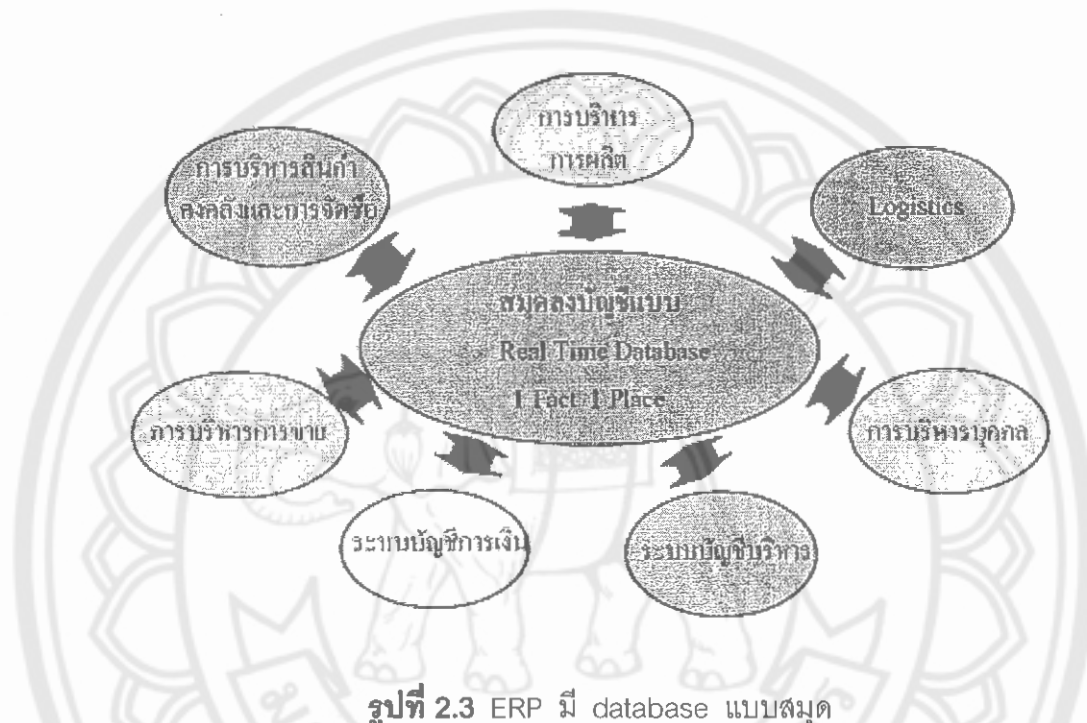 การบริหาร
การผลิต
การบริหารสินค้า
คงคลังและการจัดซื้อ
Logistics
สมุดลงบัญชีแบบ
Real Time Database
1 Fact 1 Place
การบริหารการขาย
การบริหารบุคคล
ระบบบัญชีการเงิน
ระบบบัญชีบริหาร
รูปที่ 2.3 ERP มี database แบบสมุด